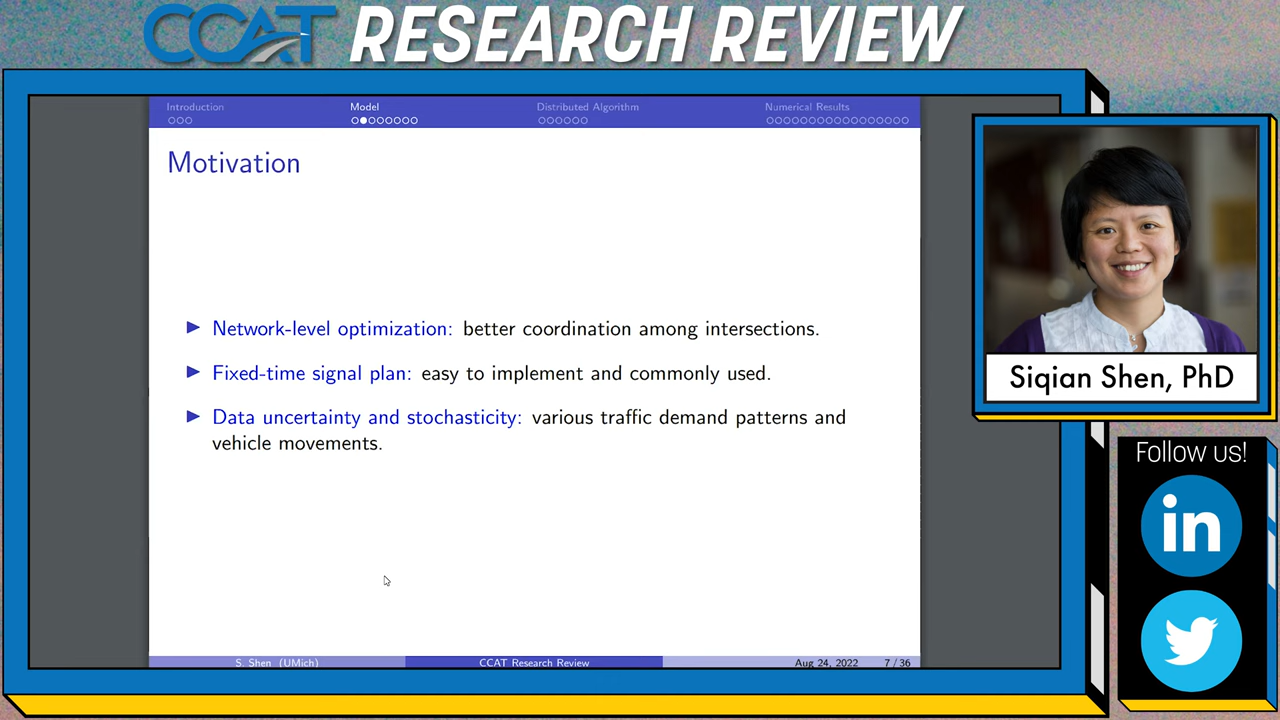 CCAT RESEARCH REVIEW
Introduction Model Distributed Algorithm Numerical Results
Motivation
Network-level optimization: better coordination among intersections.
Fixed-time signal plan: easy to implement and commonly used.
Data uncertainty and stochasticity: various traffic demand patterns and
vehicle movements.
S. Shen (UMich) CCAT Research Review Aug 24, 2022 7 / 36
Siqian Shen, PhD
Follow us!
in